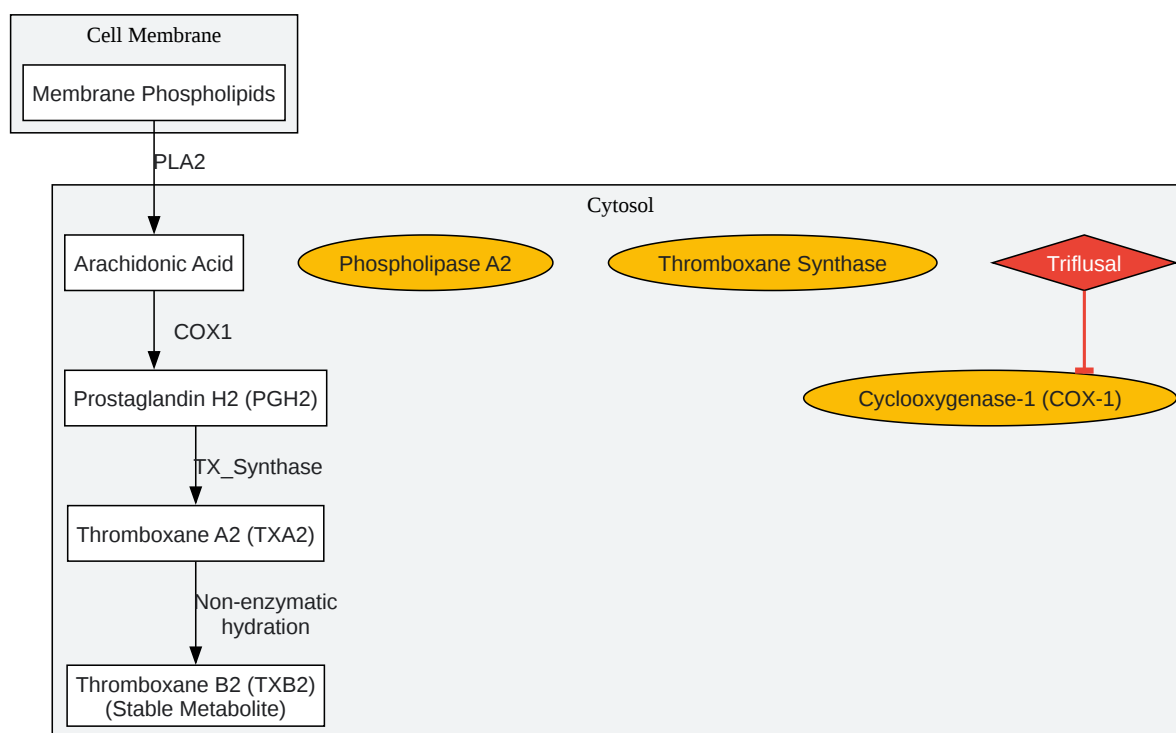 Cell Membrane
Membrane Phospholipids
PLA2
Cytosol
Arachidonic Acid
Phospholipase A2
Thromboxane Synthase
Triflusal
COX1
Prostaglandin H2 (PGH2)
Cyclooxygenase-1 (COX-1)
TX_Synthase
Thromboxane A2 (TXA2)
Non-enzymatic
hydration
Thromboxane B2 (TXB2)
(Stable Metabolite)